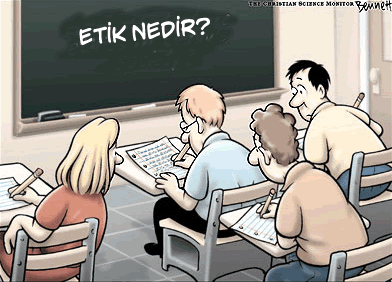 THE CHRISTIAN SCIENCE MONITOR
Bennett
ETİK NEDİR?